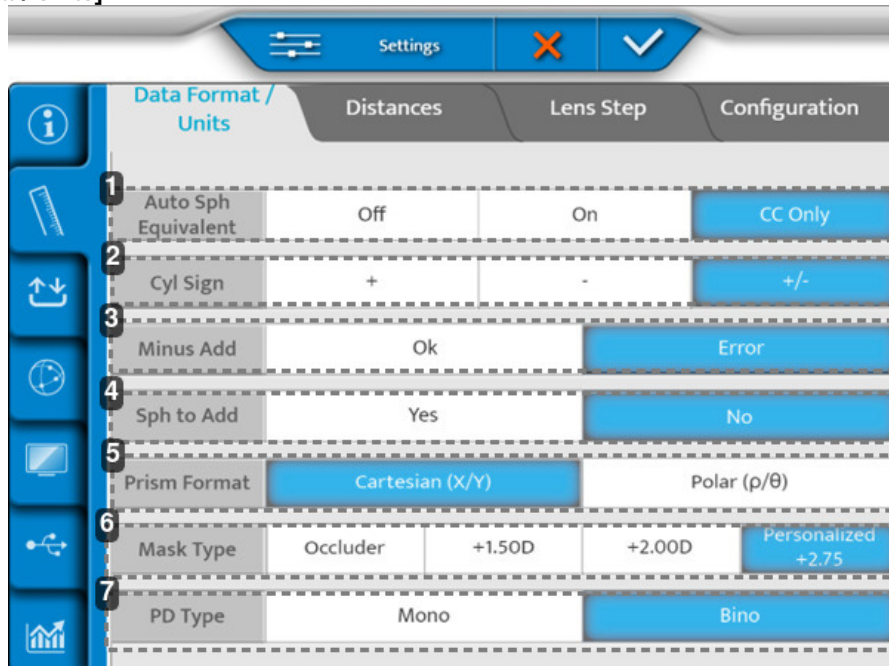 Settings
Data Format /
Units
Distances
Lens Step
Configuration
1
Auto Sph
Equivalent
Off
On
CC Only
2
Cyl Sign
+
-
+/-
3
Minus Add
Ok
Error
4
Sph to Add
Yes
No
5
Prism Format
Cartesian (X/Y)
Polar (ρ/θ)
6
Mask Type
Occluder
+1.50D
+2.00D
Personalized
+2.75
7
PD Type
Mono
Bino